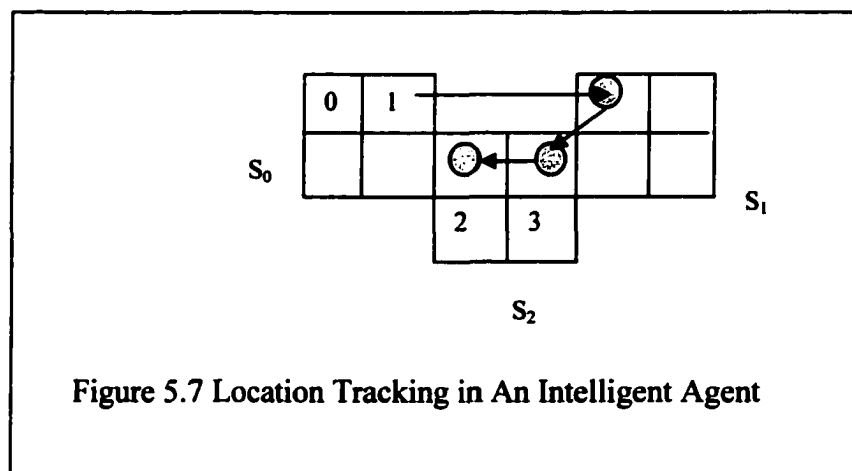 0 1
S₀
S₁
2 3
S₂
Figure 5.7 Location Tracking in An Intelligent Agent